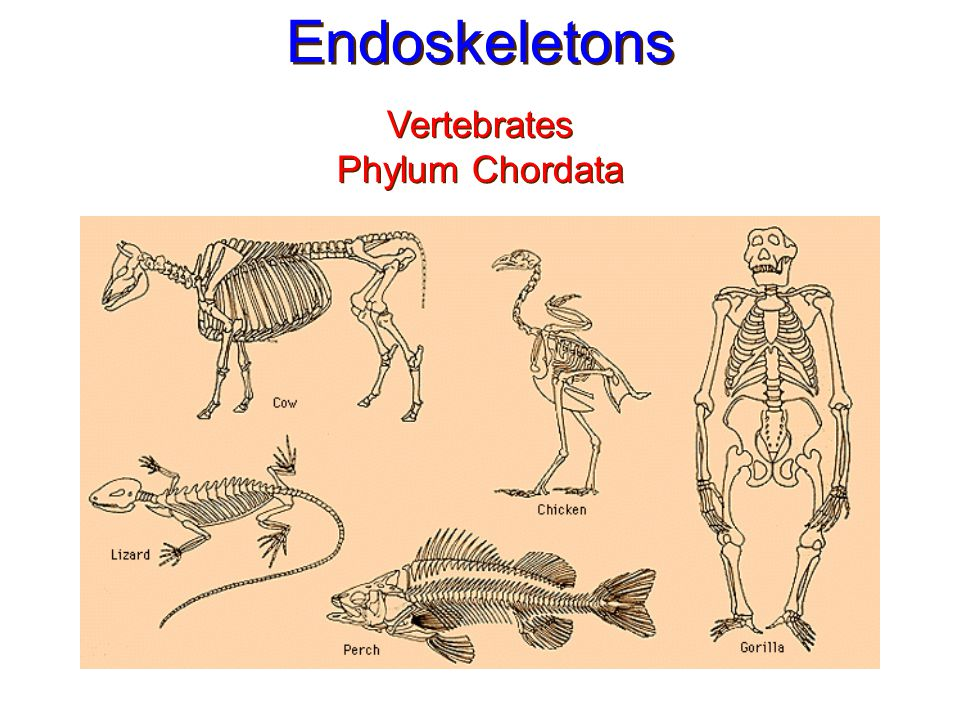 Endoskeletons
Vertebrates
Phylum Chordata
Cow
Chicken
Lizard
Perch
Gorilla